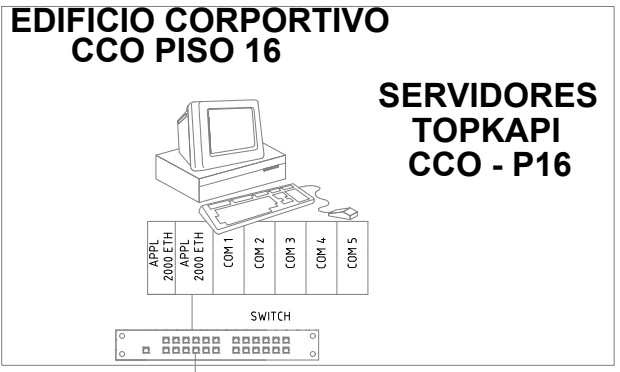 EDIFICIO CORPORTIVO
CCO PISO 16
SERVIDORES
TOPKAPI
CCO - P16
APPL
2000 ETH
APPL
2000 ETH
COM 1
COM 2
COM 3
COM 4
COM 5
SWITCH